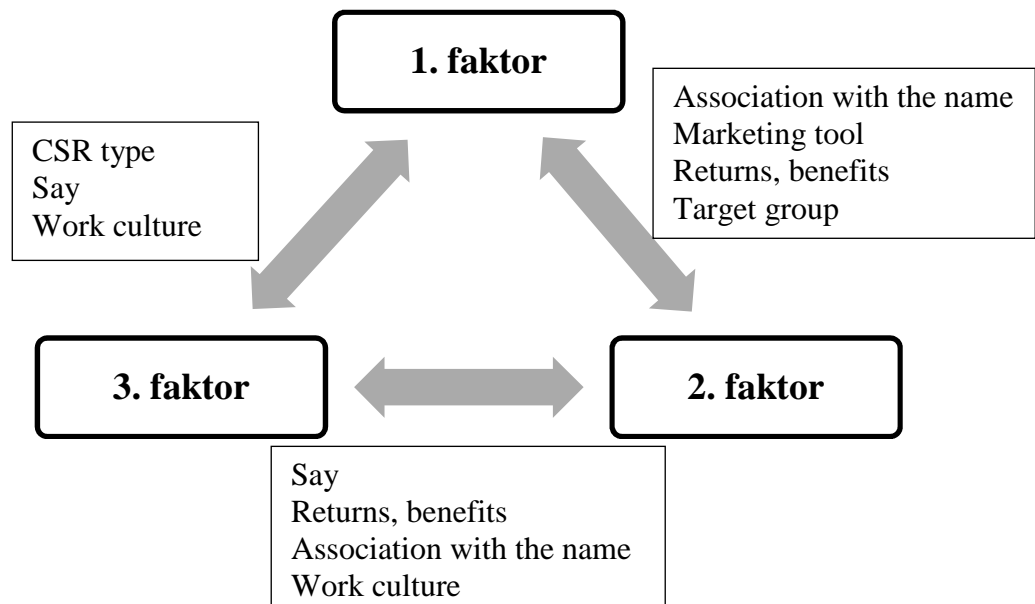 1. faktor
Association with the name
Marketing tool
Returns, benefits
Target group
CSR type
Say
Work culture
3. faktor
2. faktor
Say
Returns, benefits
Association with the name
Work culture